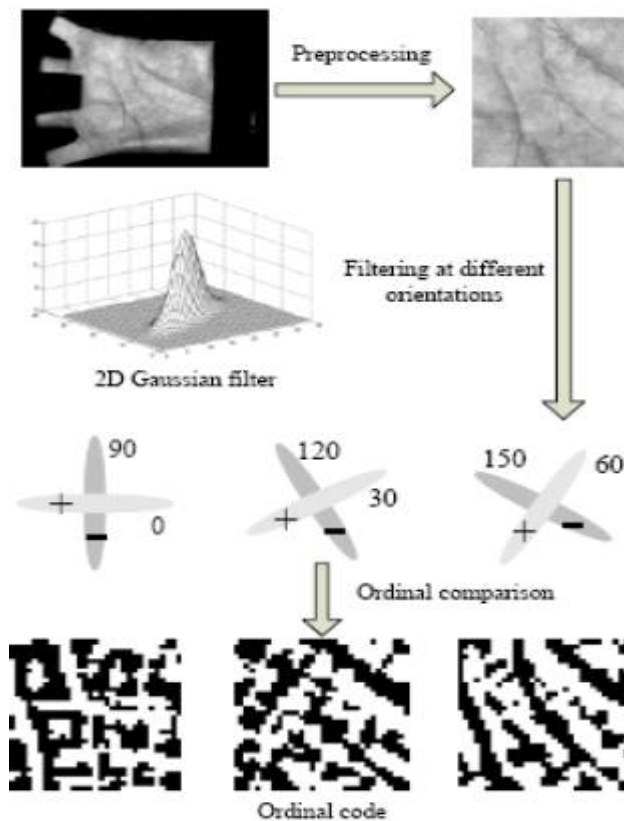 Preprocessing
Filtering at different
orientations
2D Gaussian filter
90
0
120
30
150
60
Ordinal comparison
Ordinal code